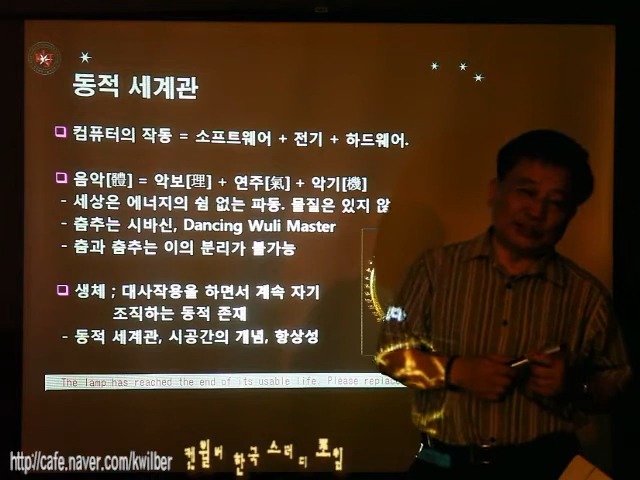 동적 세계관
컴퓨터의 작동 = 소프트웨어 + 전기 + 하드웨어.
음악[體] = 악보[理] + 연주[氣] + 악기[機]
- 세상은 에너지의 쉼 없는 파동. 물질은 있지 않
- 춤추는 시바신, Dancing Wuli Master
- 춤과 춤추는 이의 분리가 불가능
생체 ; 대사작용을 하면서 계속 자기
조직하는 동적 존재
- 동적 세계관, 시공간의 개념, 항상성
The lamp has reached the end of its usable life. Please replace
http://cafe.naver.com/kwilber
켄윌버 한국 스터디 모임